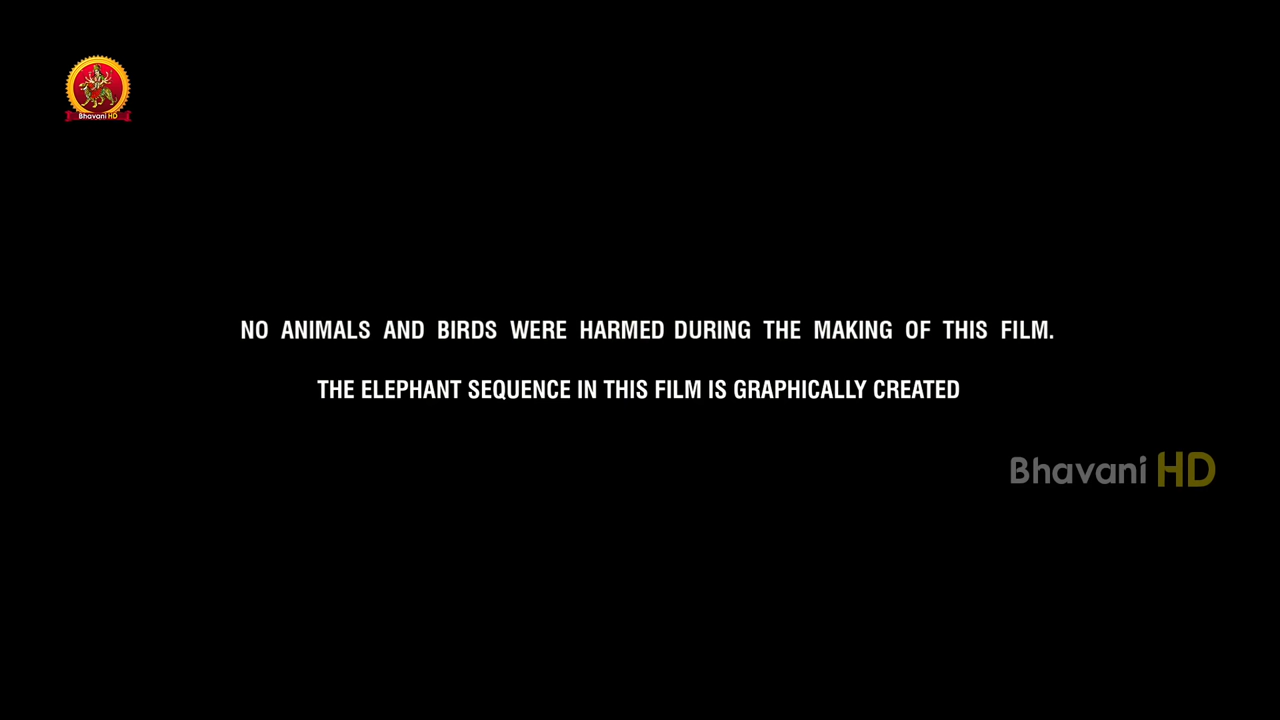 Bhavani HD
NO ANIMALS AND BIRDS WERE HARMED DURING THE MAKING OF THIS FILM.
THE ELEPHANT SEQUENCE IN THIS FILM IS GRAPHICALLY CREATED
Bhavani HD